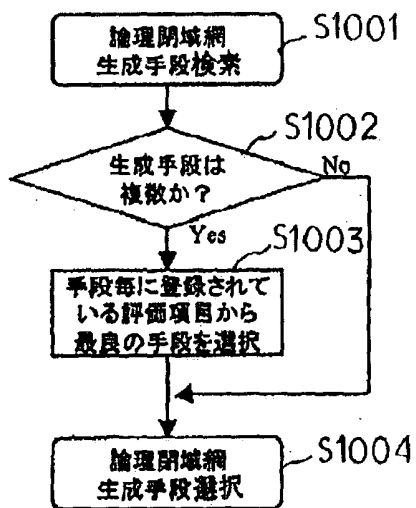 論理閉域網
生成手段検索
S1001
生成手段は
複数か？
S1002
No
Yes
S1003
手段毎に登録されて
いる評価項目から
最良の手段を選択
論理閉域網
生成手段選択
S1004